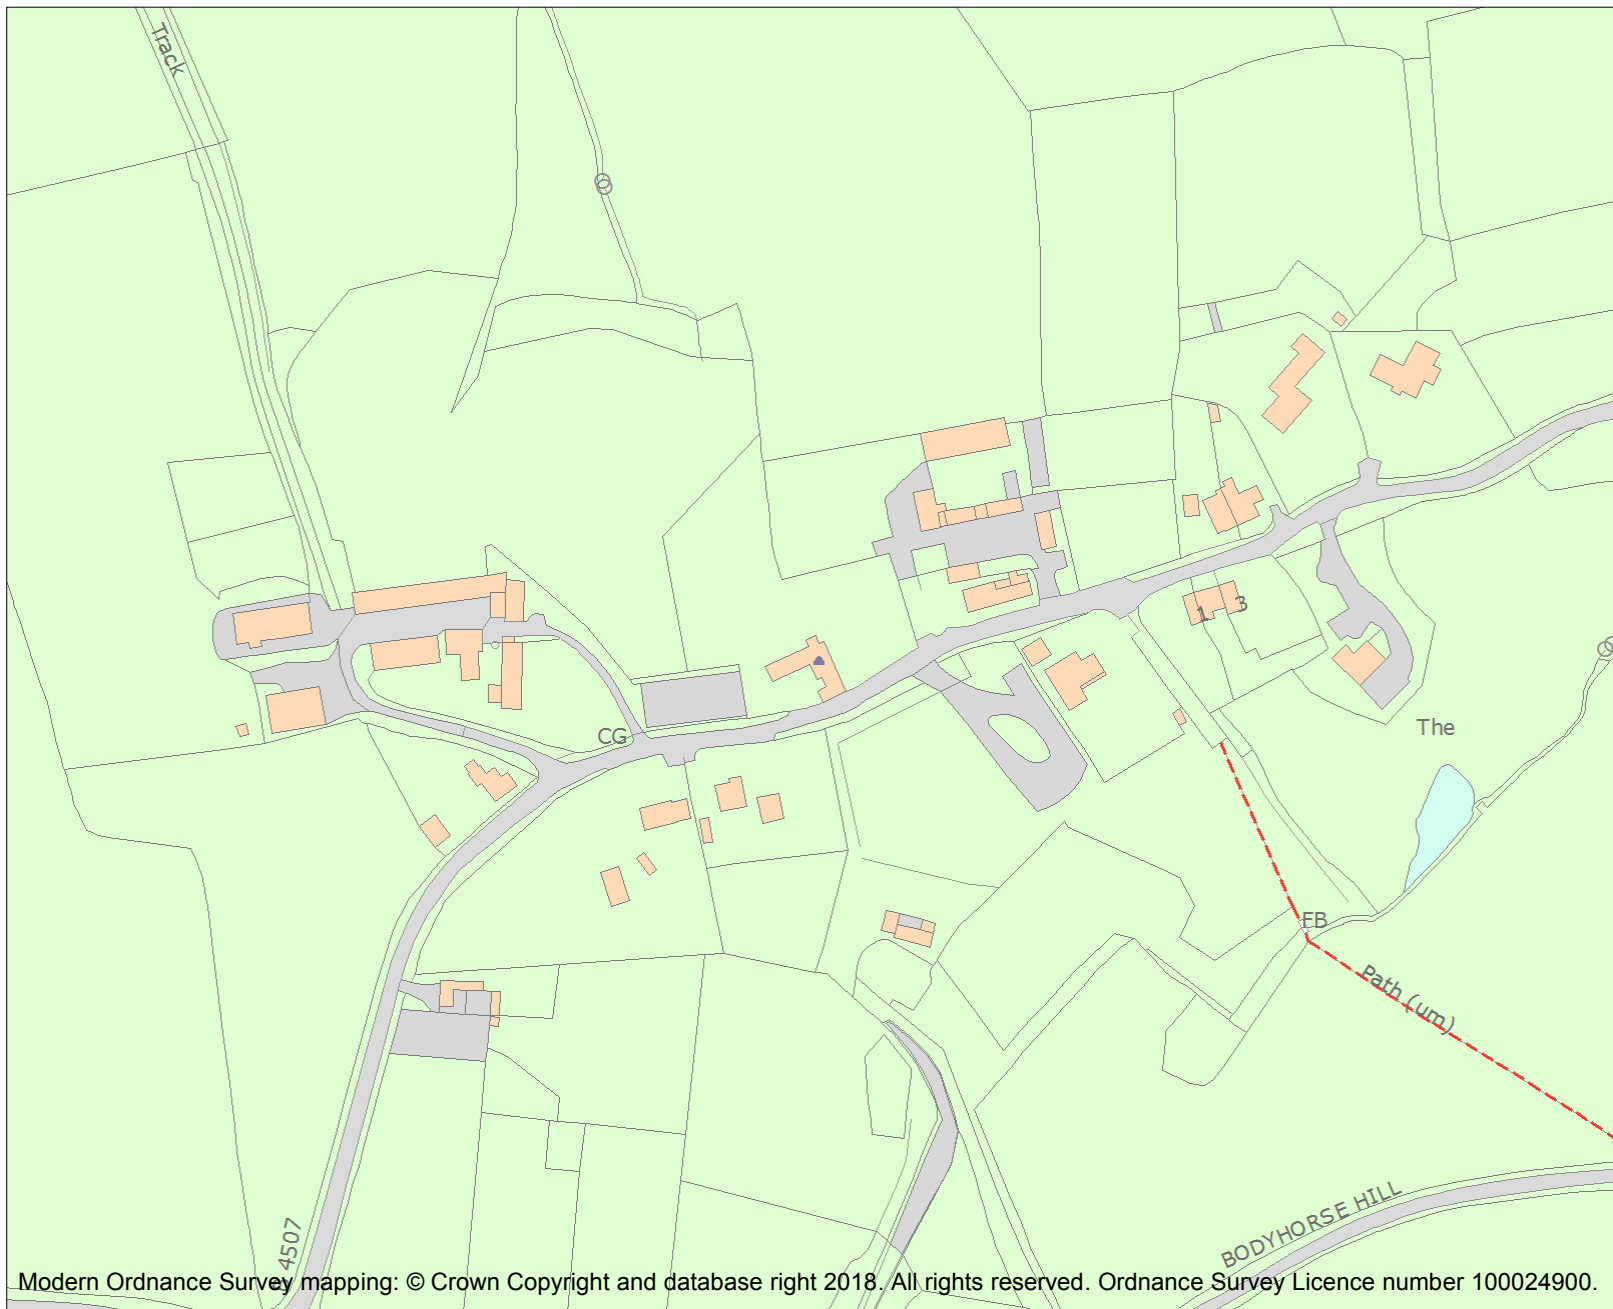 Track
1
3
CG
The
FB
Path (um)
BODYHORSE HILL
4507
Modern Ordnance Survey mapping: © Crown Copyright and database right 2018. All rights reserved. Ordnance Survey Licence number 100024900.